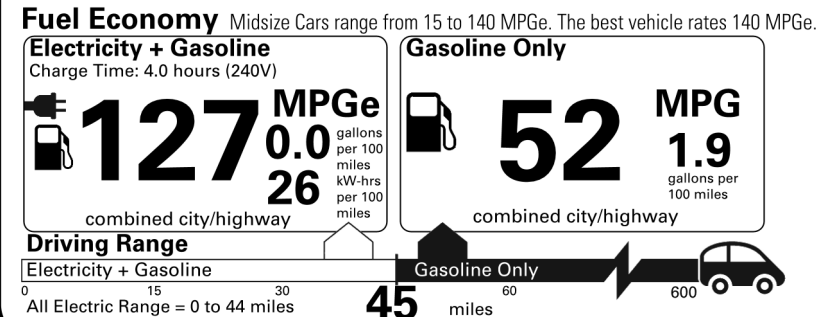 Fuel Economy Midsize Cars range from 15 to 140 MPGe. The best vehicle rates 140 MPGe.
Electricity + Gasoline
Charge Time: 4.0 hours (240V)
127 MPGe
0.0 gallons per 100 miles
26 kW-hrs per 100 miles
combined city/highway
Gasoline Only
52 MPG
1.9
gallons per
100 miles
combined city/highway
Driving Range
Electricity + Gasoline Gasoline Only
0 15 30 45 miles 60 600
All Electric Range = 0 to 44 miles